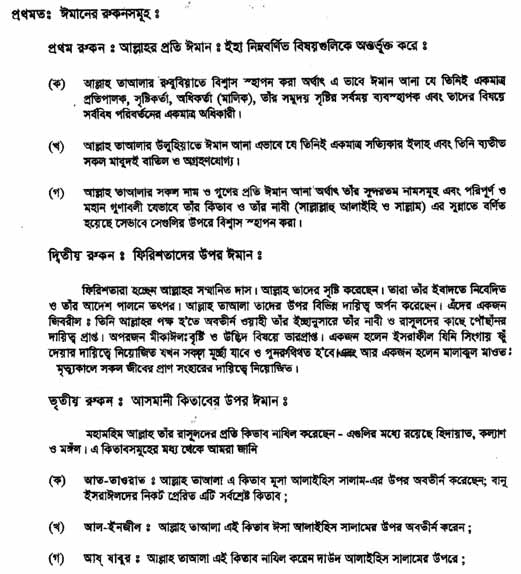 প্রথমতঃ ঈমানের রুকনসমূহ :
প্রথম রুকন : আল্লাহর প্রতি ঈমান : ইহা নিম্নবর্ণিত বিষয়গুলিকে অন্তর্ভূক্ত করে :
(ক) আল্লাহ তাআলার রুবুবিয়াতে বিশ্বাস স্থাপন করা অর্থাৎ এ ভাবে ঈমান আনা যে তিনিই একমাত্র
প্রতিপালক, সৃষ্টিকর্তা, অধিকর্তা (মালিক), তাঁর সমুদয় সৃষ্টির সর্বময় ব্যবস্থাপক এবং তাদের বিষয়ে
সর্ববিধ পরিবর্তনের একমাত্র অধিকারী।
(খ) আল্লাহ তাআলার উলুহিয়াতে ঈমান আনা এভাবে যে তিনিই একমাত্র সত্যিকার ইলাহ এবং তিনি ব্যতীত
সকল মাবুদই বাতিল ও অগ্রহণযোগ্য।
(গ) আল্লাহ তাআলার সকল নাম ও গুণের প্রতি ঈমান আনা অর্থাৎ তাঁর সুন্দরতম নামসমূহ এবং পরিপূর্ণ ও
মহান গুণাবলী যেভাবে তাঁর কিতাব ও তাঁর নাবী (সাল্লাল্লাহু আলাইহি ও সাল্লাম) এর সুন্নাতে বর্ণিত
হয়েছে সেভাবে সেগুলির উপরে বিশ্বাস স্থাপন করা।
দ্বিতীয় রুকন : ফিরিশতাদের উপর ঈমান :
ফিরিশতারা হচ্ছেন আল্লাহর সম্মানিত দাস। আল্লাহ তাদের সৃষ্টি করেছেন। তারা তাঁর ইবাদতে নিবেদিত
ও তাঁর আদেশ পালনে তৎপর। আল্লাহ তাআলা তাদের উপর বিভিন্ন দায়িত্ব অর্পন করেছেন। এঁদের একজন
জিবরীল : তিনি আল্লাহর পক্ষ হ'তে অবতীর্ন ওয়াহী তাঁর ইচ্ছানুসারে তাঁর নাবী ও রাসূলদের কাছে পৌছাঁনর
দায়িত্ব প্রাপ্ত। অপরজন মীকাঈল: বৃষ্টি ও উদ্ভিদ বিষয়ে ভারপ্রাপ্ত। একজন হলেন ইসরাফীল যিনি সিংগায় ফুঁ
দেয়ার দায়িত্বে নিয়োজিত যখন সকল মূর্চ্ছা যাবে ও পুনরুত্থিত হ'বে। আর একজন হলেন মালাকুল মাওত :
মৃত্যুকালে সকল জীবের প্রাণ সংহারের দায়িত্বে নিয়োজিত।
তৃতীয় রুকন : আসমানী কিতাবের উপর ঈমান :
মহামহিম আল্লাহ তাঁর রাসূলদের প্রতি কিতাব নাযিল করেছেন - এগুলির মধ্যে রয়েছে হিদায়াত, কল্যাণ
ও মঙ্গল। এ কিতাবসমূহের মধ্য থেকে আমরা জানি
(ক) আত-তাওরাত : আল্লাহ তাআলা এ কিতাব মূসা আলাইহিস সালাম-এর উপর অবতীর্ন করেছেন; বানূ
ইসরাঈলদের নিকট প্রেরিত এটি সর্বশ্রেষ্ট কিতাব ;
(খ) আল-ইনজীল : আল্লাহ তাআলা এই কিতাব ঈসা আলাইহিস সালামের উপর অবতীর্ন করেন ;
(গ) আয্ যাবুর : আল্লাহ তাআলা এই কিতাব নাযিল করেন দাউদ আলাইহিস সালামের উপরে ;